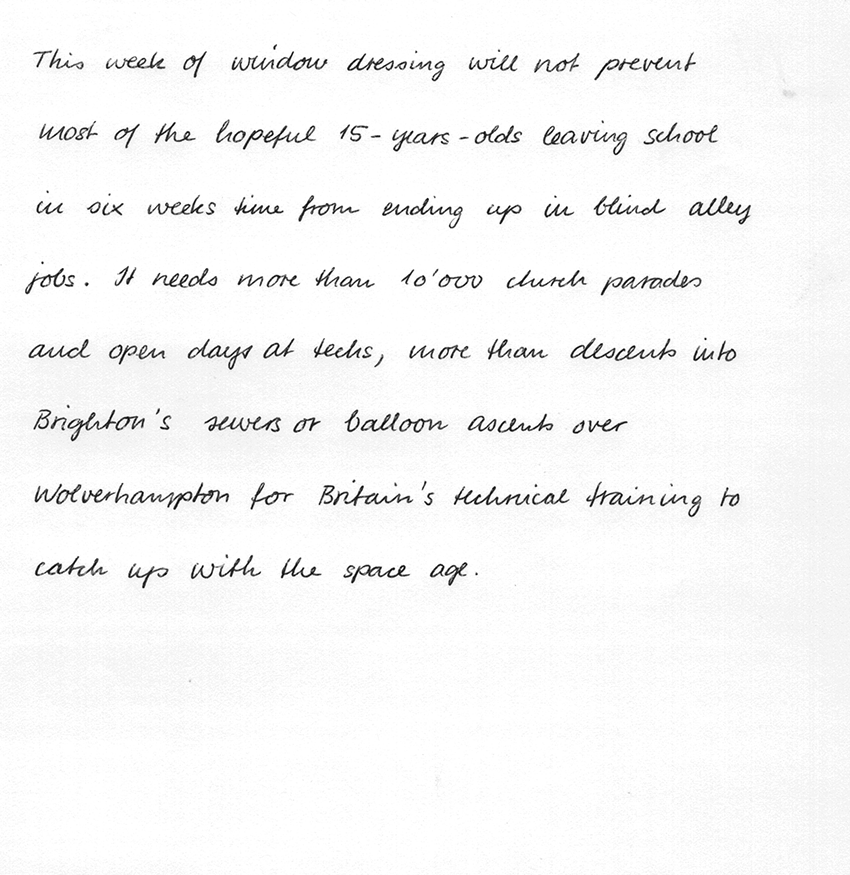 This week of window dressing will not prevent
most of the hopeful 15-years-olds leaving school
in six weeks time from ending up in blind alley
jobs. It needs more than 10'000 church parades
and open days at techs, more than descents into
Brighton's sewers or balloon ascents over
Wolverhampton for Britain's technical training to
catch up with the space age.